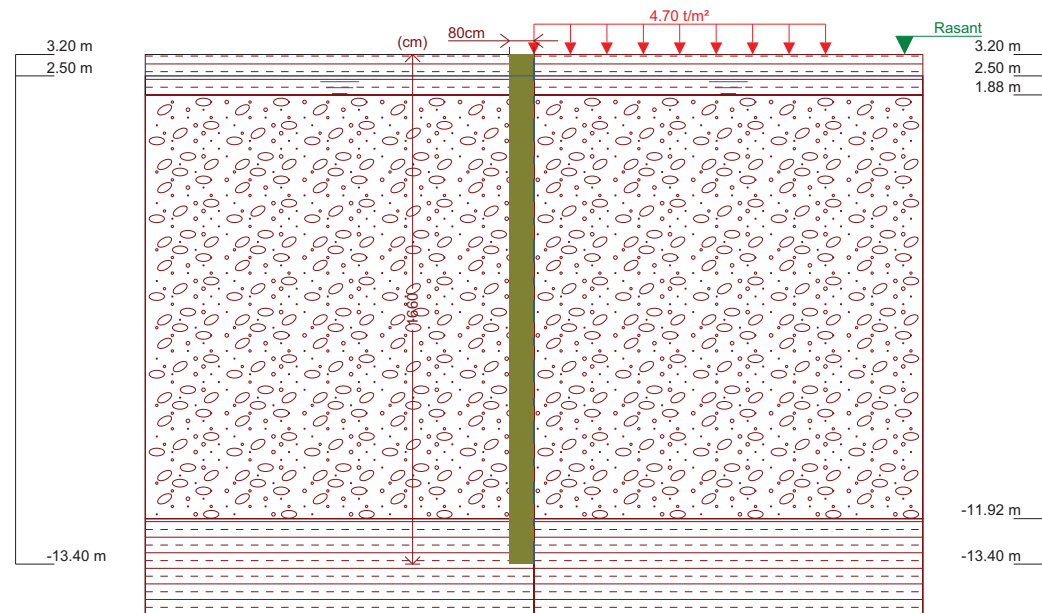 4.70 t/m²
80cm
(cm)
Rasant
3.20 m
2.50 m
3.20 m
2.50 m
1.88 m
1660
-11.92 m
-13.40 m
-13.40 m